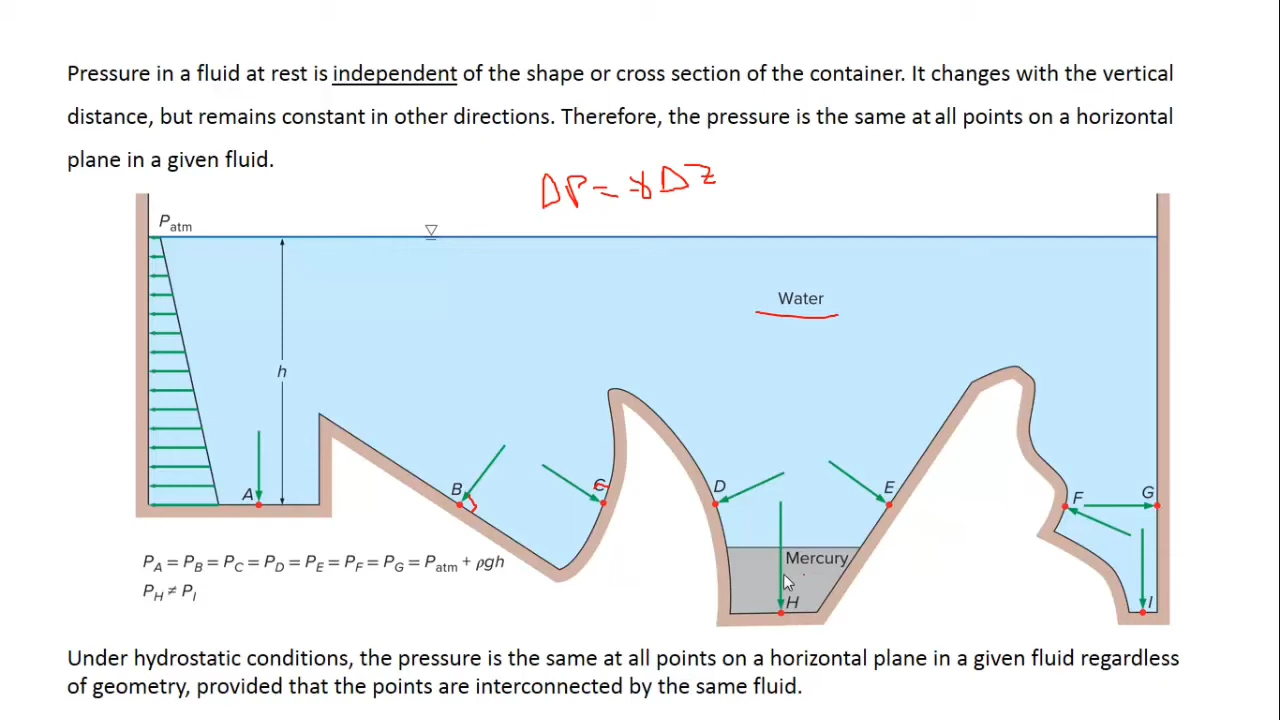 Pressure in a fluid at rest is independent of the shape or cross section of the container. It changes with the vertical
distance, but remains constant in other directions. Therefore, the pressure is the same at all points on a horizontal
plane in a given fluid.
ΔP = γΔz
Patm
Water
h
A
B
C
D
E
F
G
Mercury
H
I
PA = PB = PC = PD = PE = PF = PG = Patm + ρgh
PH ≠ PI
Under hydrostatic conditions, the pressure is the same at all points on a horizontal plane in a given fluid regardless
of geometry, provided that the points are interconnected by the same fluid.